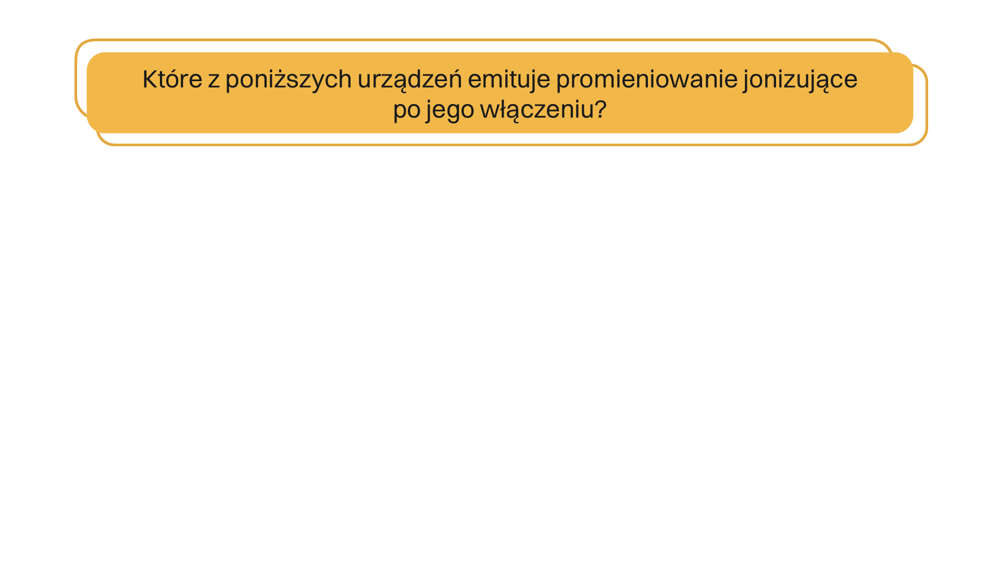 Które z poniższych urządzeń emituje promieniowanie jonizujące
po jego włączeniu?